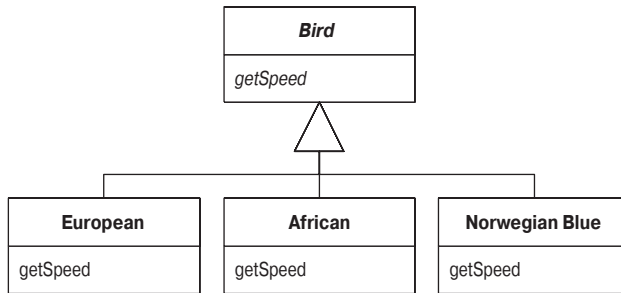 Bird
getSpeed
European
African
Norwegian Blue
getSpeed
getSpeed
getSpeed